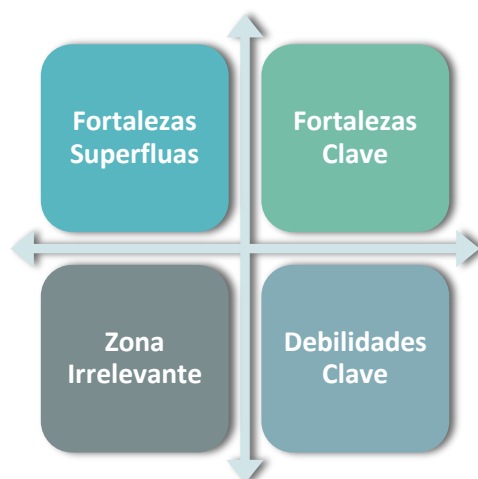 Fortalezas
Superfluas
Fortalezas
Clave
Zona
Irrelevante
Debilidades
Clave